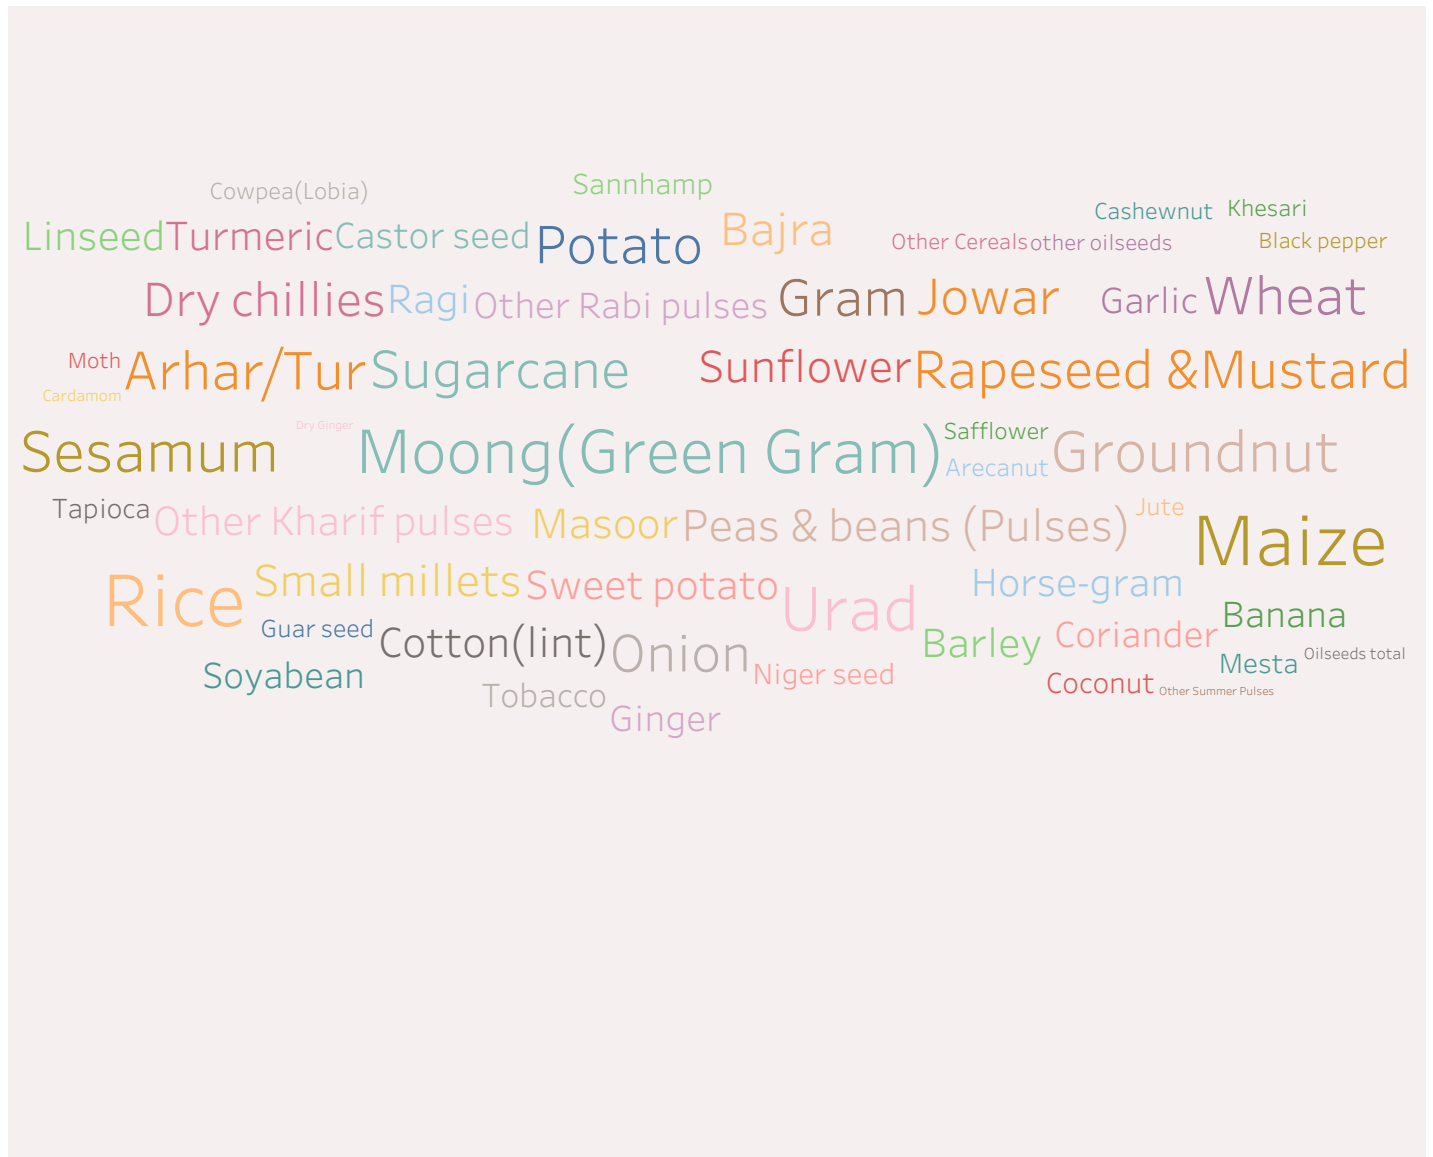 Cowpea(Lobia) Sannhamp
Cashewnut Khesari
Linseed Turmeric Castor seed Potato Bajra Other Cereals other oilseeds Black pepper
Dry chillies Ragi Other Rabi pulses Gram Jowar Garlic Wheat
Moth Arhar/Tur Sugarcane Sunflower Rapeseed &Mustard
Cardamom
Sesamum Dry Ginger Moong(Green Gram) Safflower Groundnut
Arecanut
Tapioca Other Kharif pulses Masoor Peas & beans (Pulses) Jute Maize
Rice Small millets Sweet potato Urad Horse-gram Banana
Guar seed Cotton(lint) Onion Barley Coriander
Soyabean Niger seed Mesta Oilseeds total
Tobacco Coconut Other Summer Pulses
Ginger